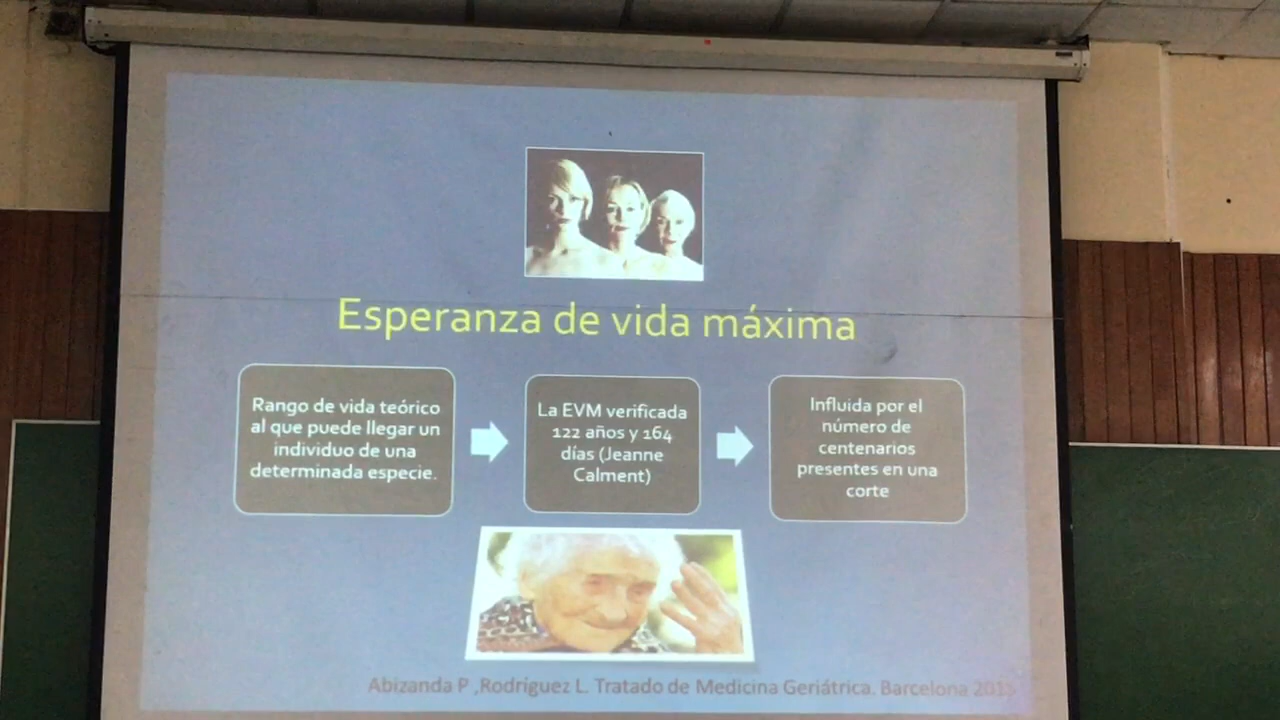 Esperanza de vida máxima
Rango de vida teórico
al que puede llegar un
individuo de una
determinada especie.
La EVM verificada
122 años y 164
días (Jeanne
Calment)
Influida por el
número de
centenarios
presentes en una
corte
Abizanda P ,Rodríguez L. Tratado de Medicina Geriátrica. Barcelona